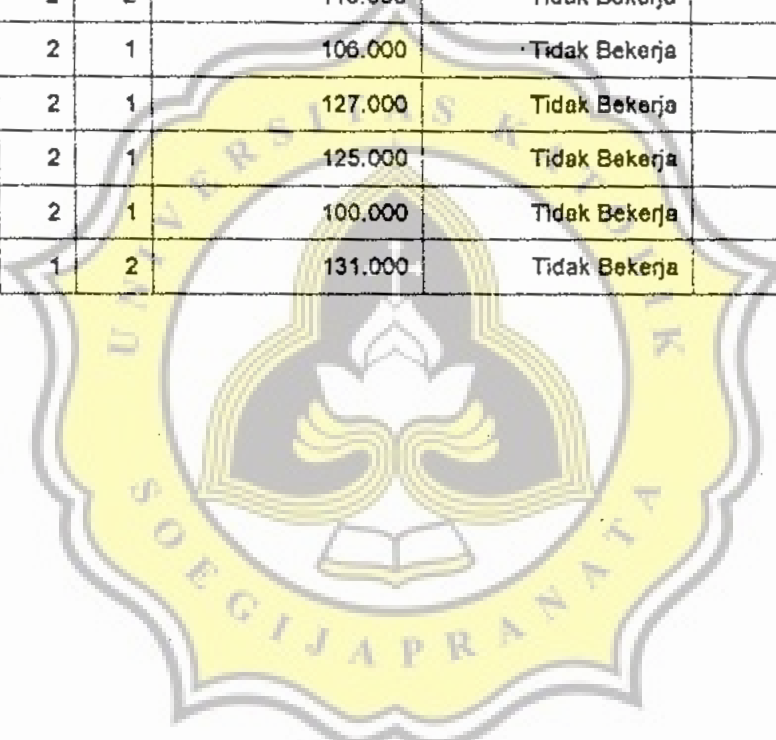 2 1 106.000 Tidak Bekerja
2 1 127.000 Tidak Bekerja
2 1 125.000 Tidak Bekerja
2 1 100.000 Tidak Bekerja
1 2 131.000 Tidak Bekerja
UNIVERSITAS KATOLIK
SOEGIJAPRANATA